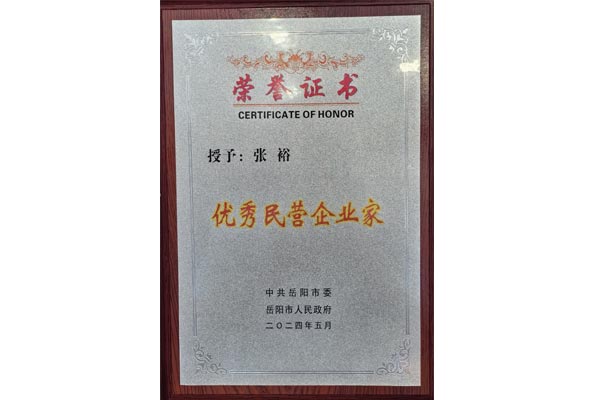 荣誉证书
CERTIFICATE OF HONOR
授予：张 裕
优秀民营企业家
中共岳阳市委
岳阳市人民政府
二〇二四年五月